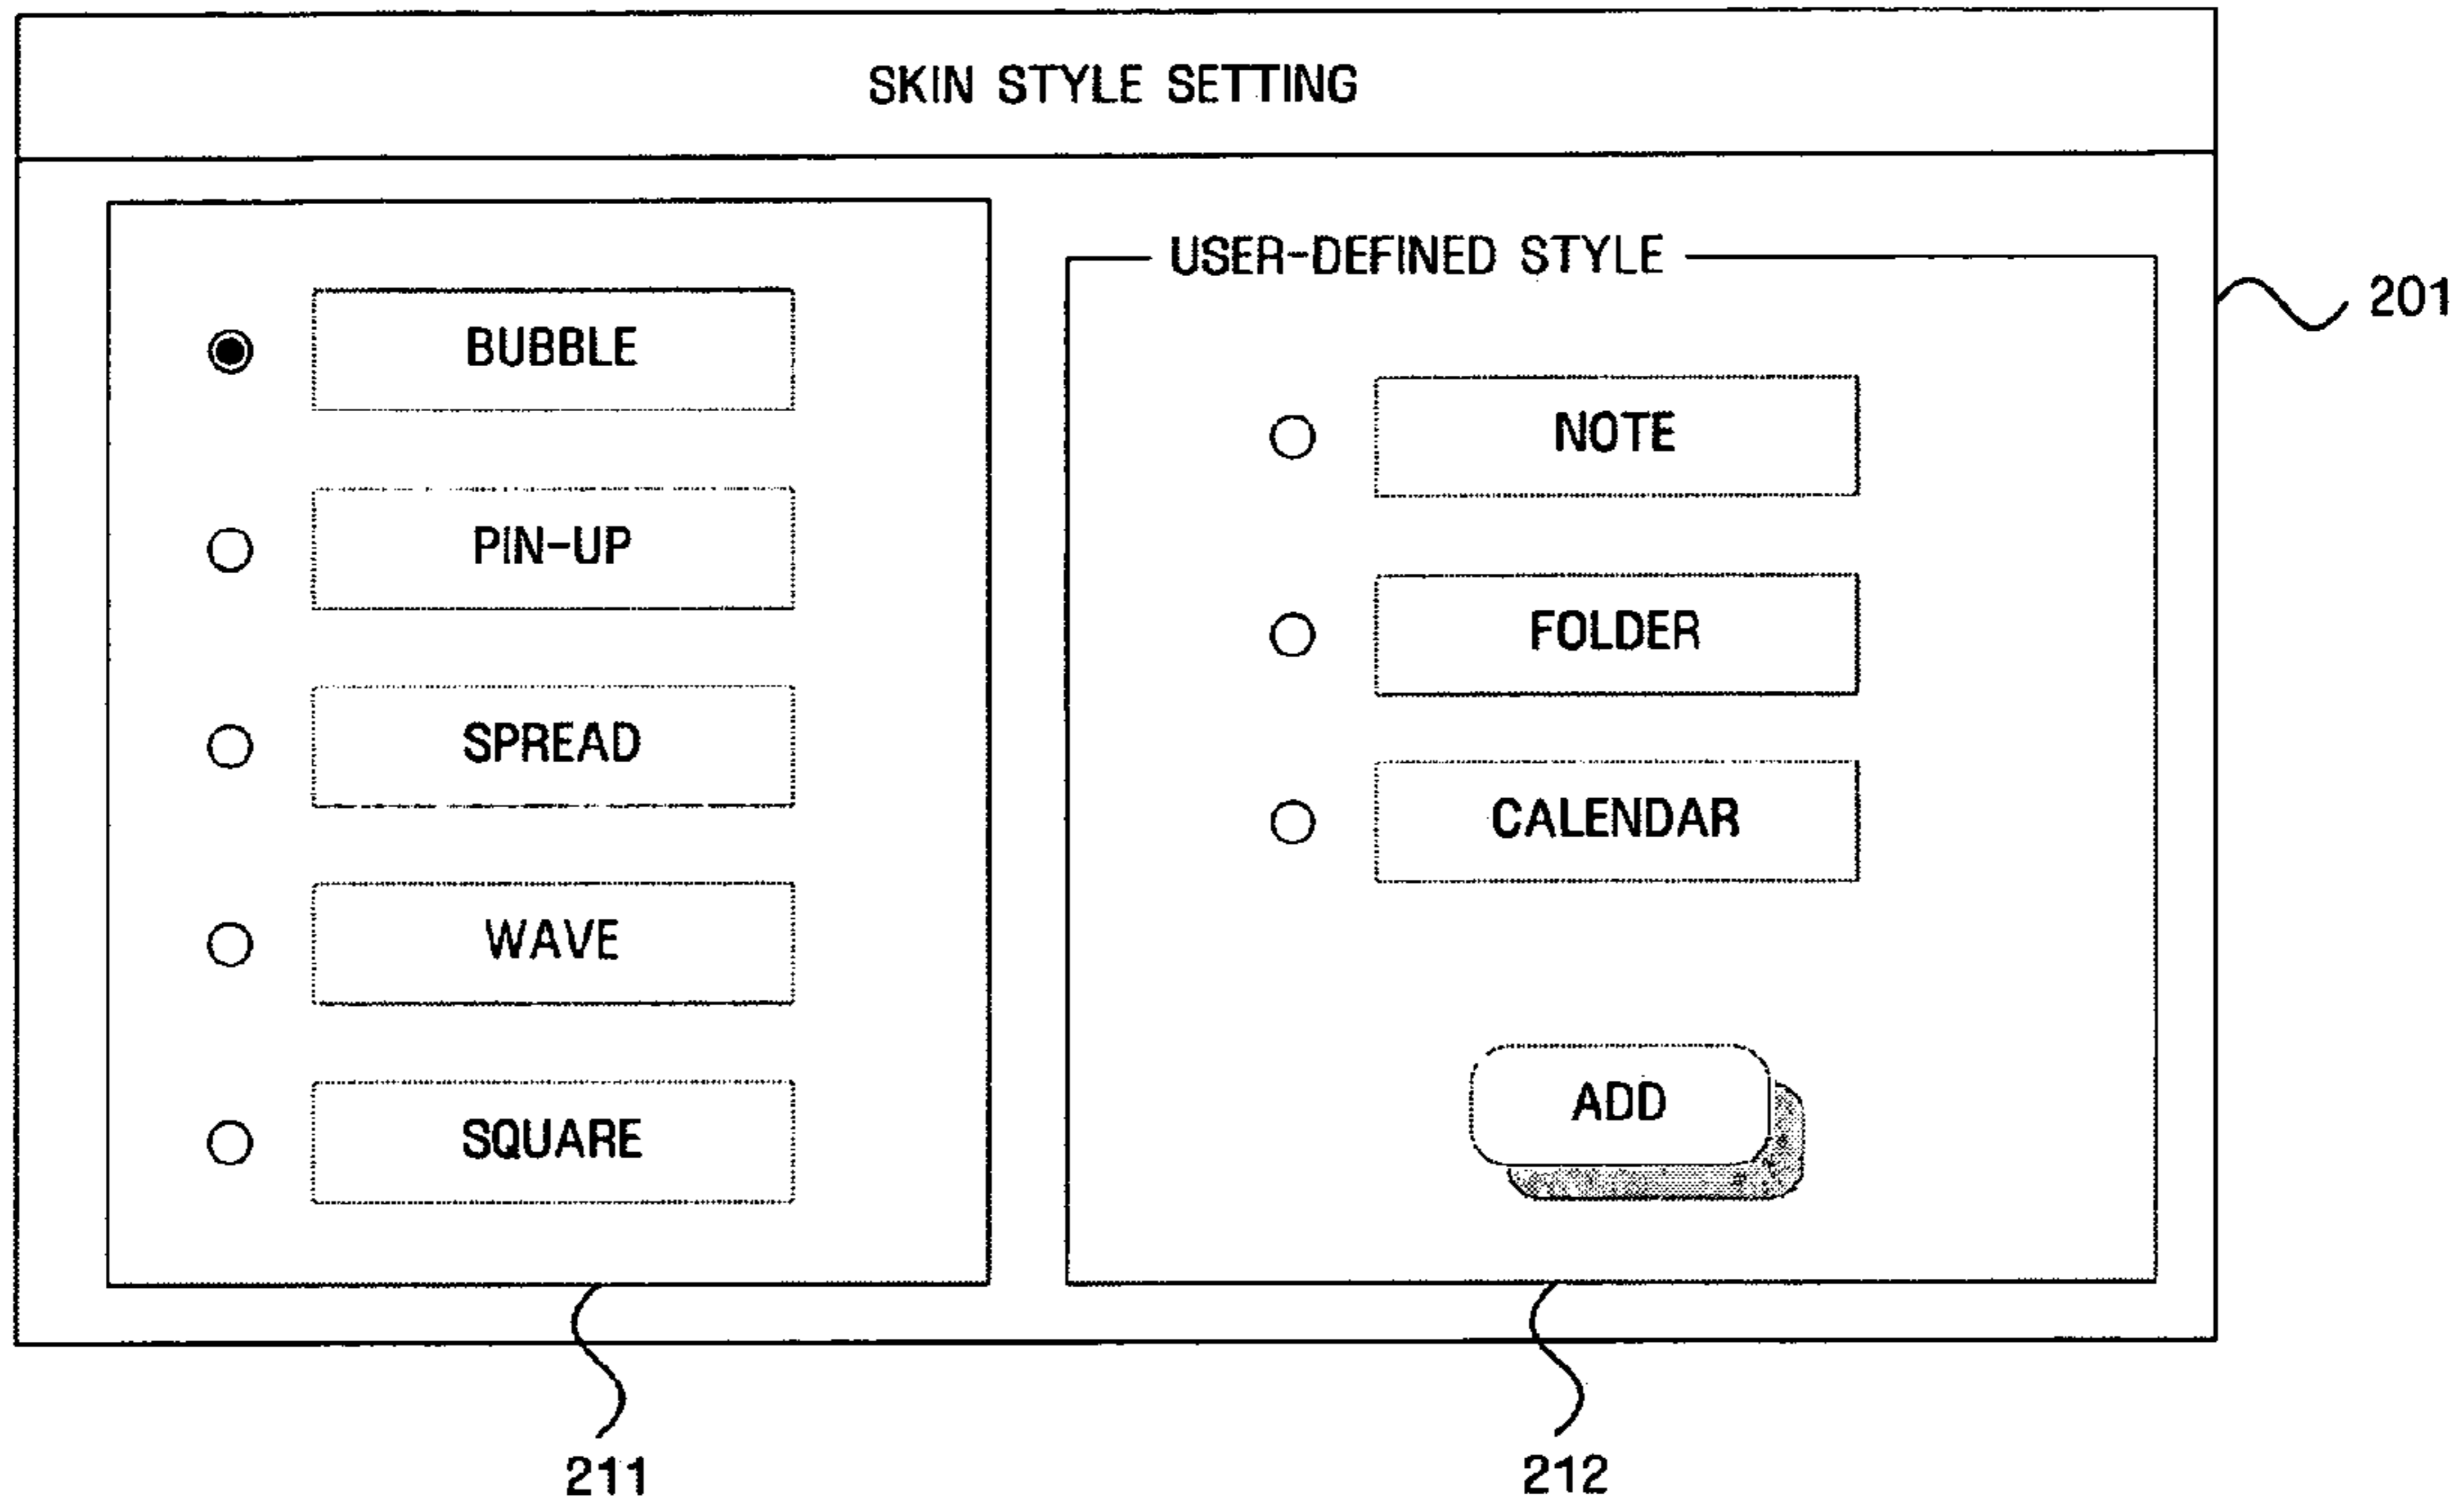 SKIN STYLE SETTING
BUBBLE
PIN-UP
SPREAD
WAVE
SQUARE
USER-DEFINED STYLE
NOTE
FOLDER
CALENDAR
ADD
201
211
212